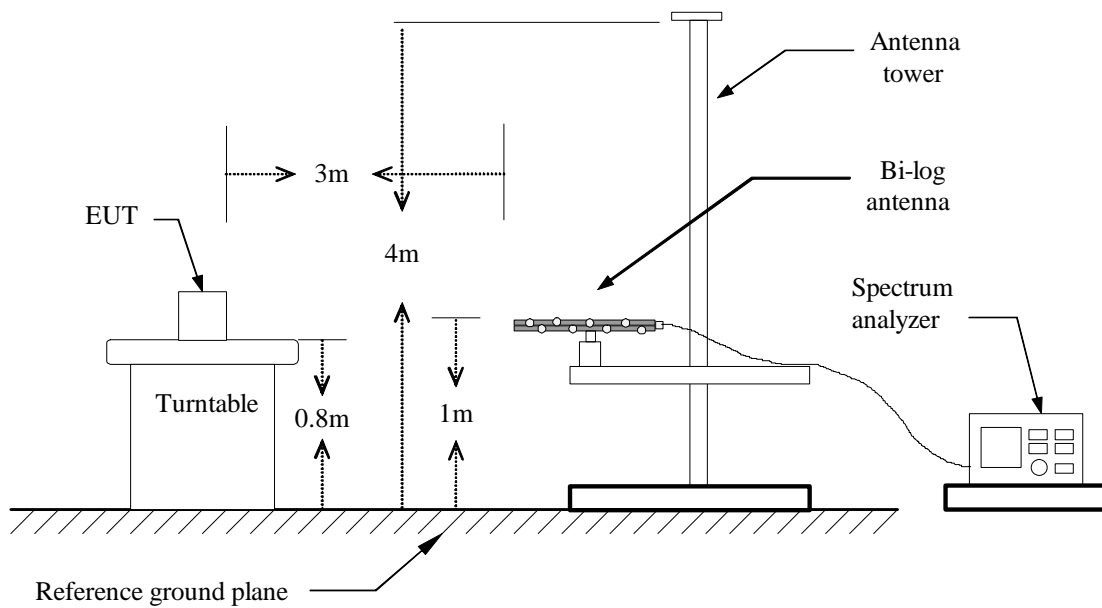 Antenna
tower
3m
Bi-log
antenna
EUT
4m
Spectrum
analyzer
Turntable
0.8m
1m
Reference ground plane